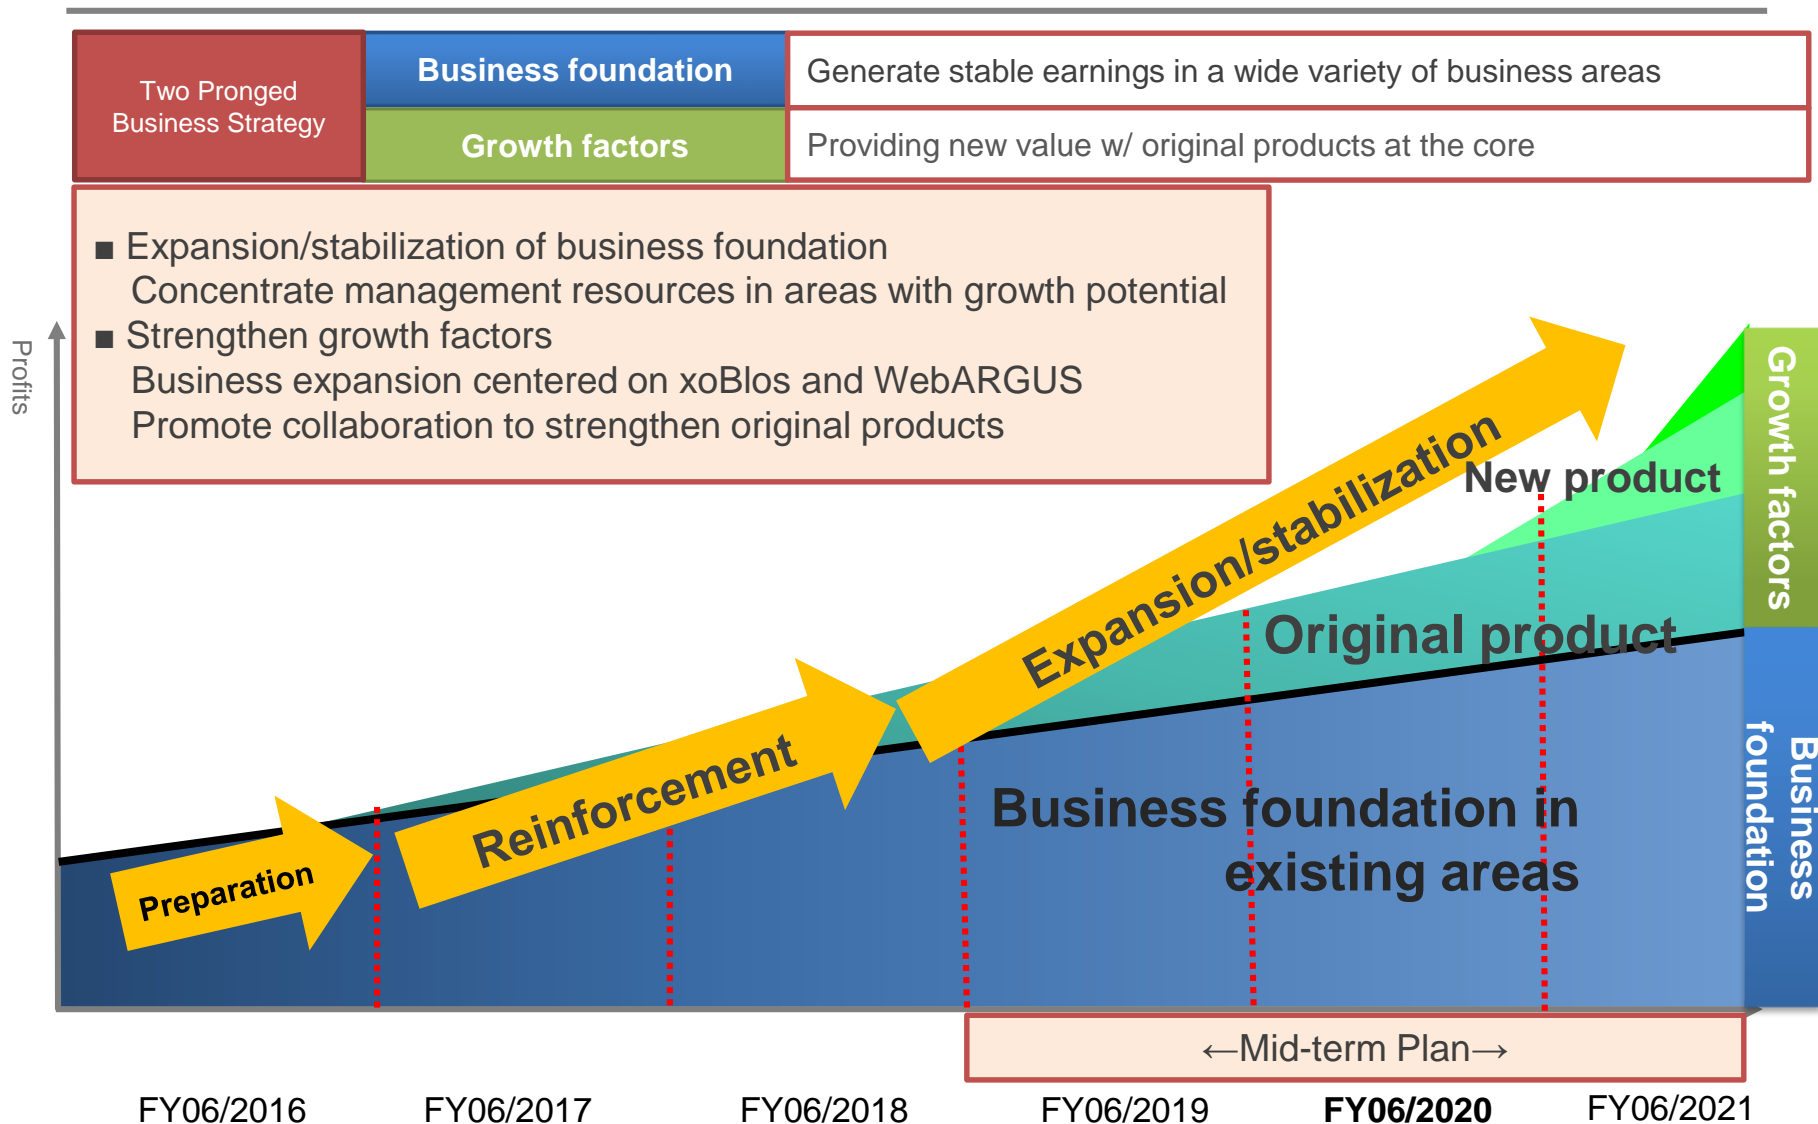 Two Pronged
Business Strategy
Business foundation
Generate stable earnings in a wide variety of business areas
Growth factors
Providing new value w/ original products at the core
■ Expansion/stabilization of business foundation
Concentrate management resources in areas with growth potential
■ Strengthen growth factors
Business expansion centered on xoBlos and WebARGUS
Promote collaboration to strengthen original products
Profits
Preparation
Reinforcement
Expansion/stabilization
New product
Original product
Business foundation in
existing areas
Growth factors
Business
foundation
←Mid-term Plan→
FY06/2016
FY06/2017
FY06/2018
FY06/2019
FY06/2020
FY06/2021